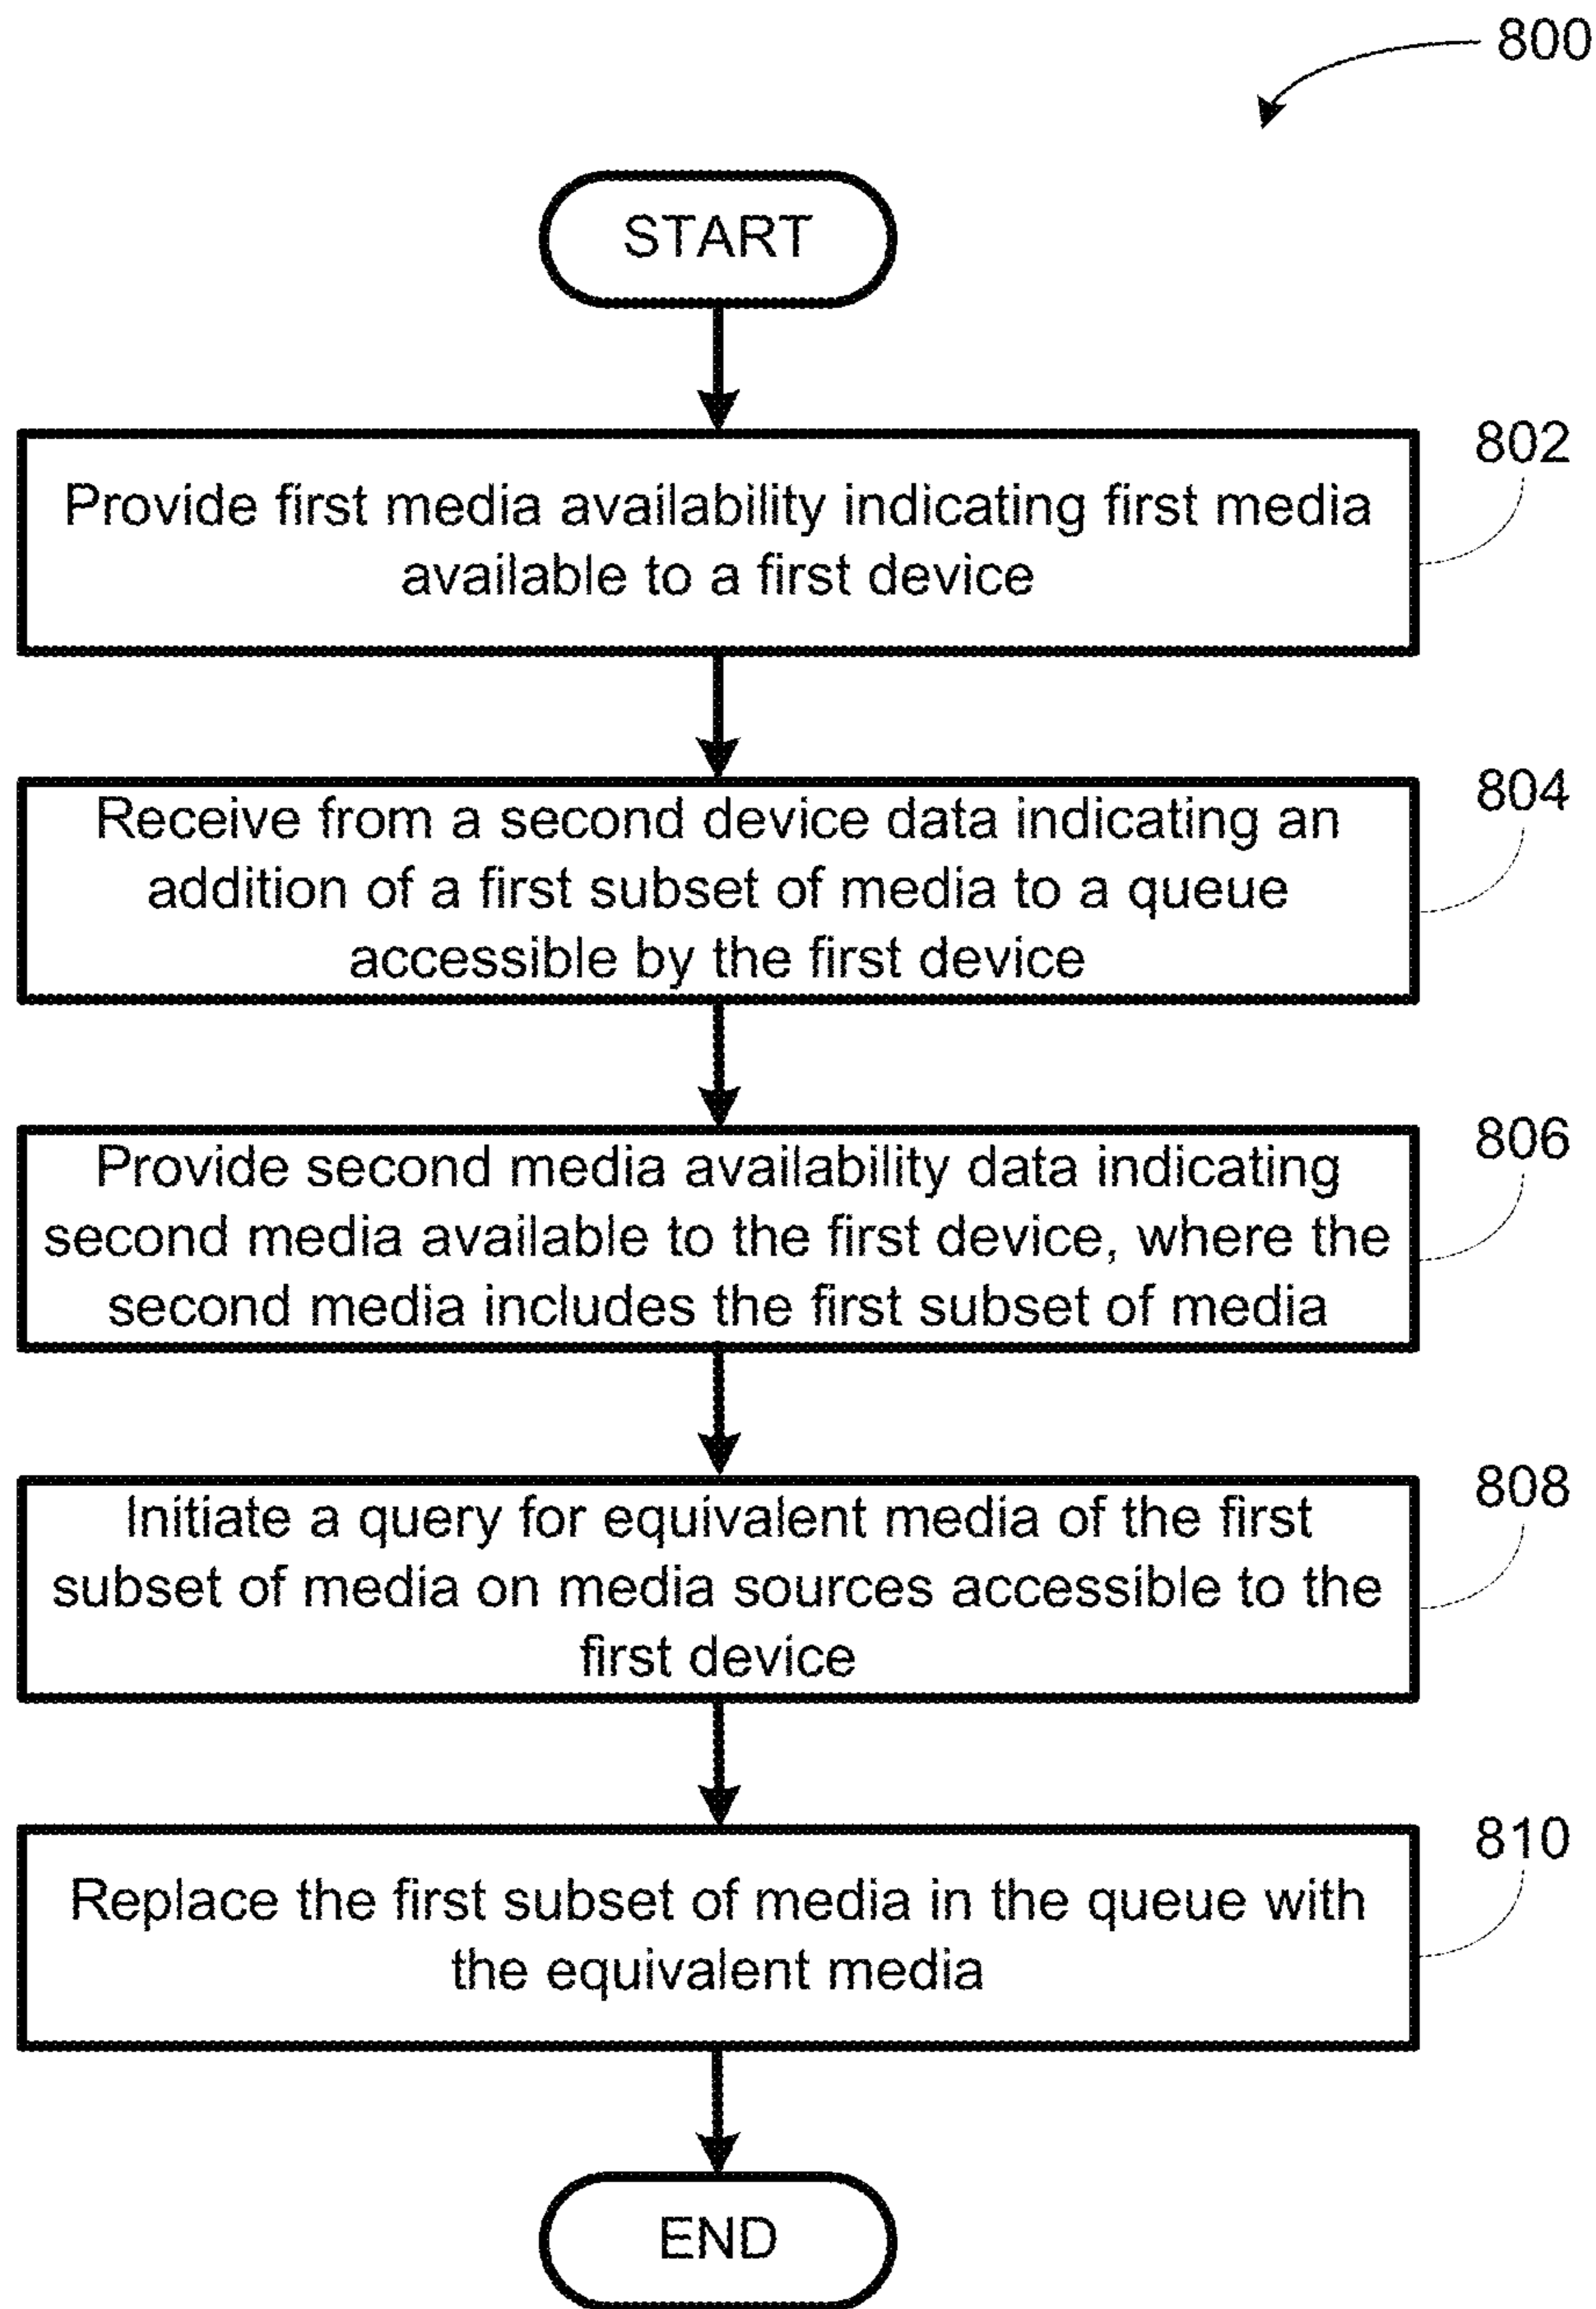 800
START
802
Provide first media availability indicating first media
available to a first device
804
Receive from a second device data indicating an
addition of a first subset of media to a queue
accessible by the first device
806
Provide second media availability data indicating
second media available to the first device, where the
second media includes the first subset of media
808
Initiate a query for equivalent media of the first
subset of media on media sources accessible to the
first device
810
Replace the first subset of media in the queue with
the equivalent media
END